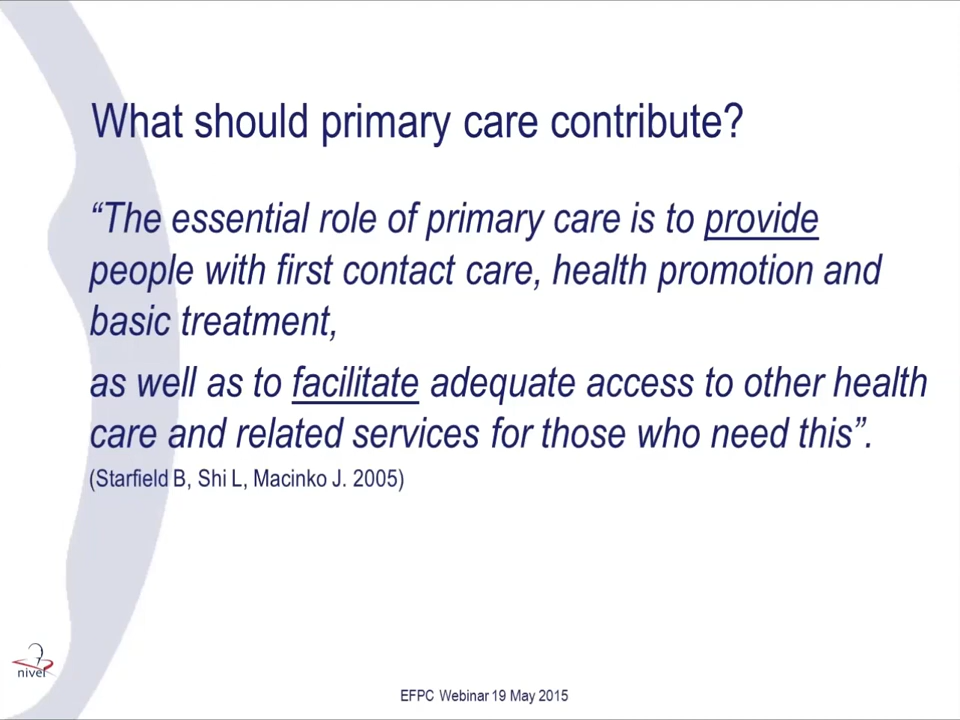 What should primary care contribute?
“The essential role of primary care is to provide
people with first contact care, health promotion and
basic treatment,
as well as to facilitate adequate access to other health
care and related services for those who need this”.
(Starfield B, Shi L, Macinko J. 2005)
nivel
EFPC Webinar 19 May 2015